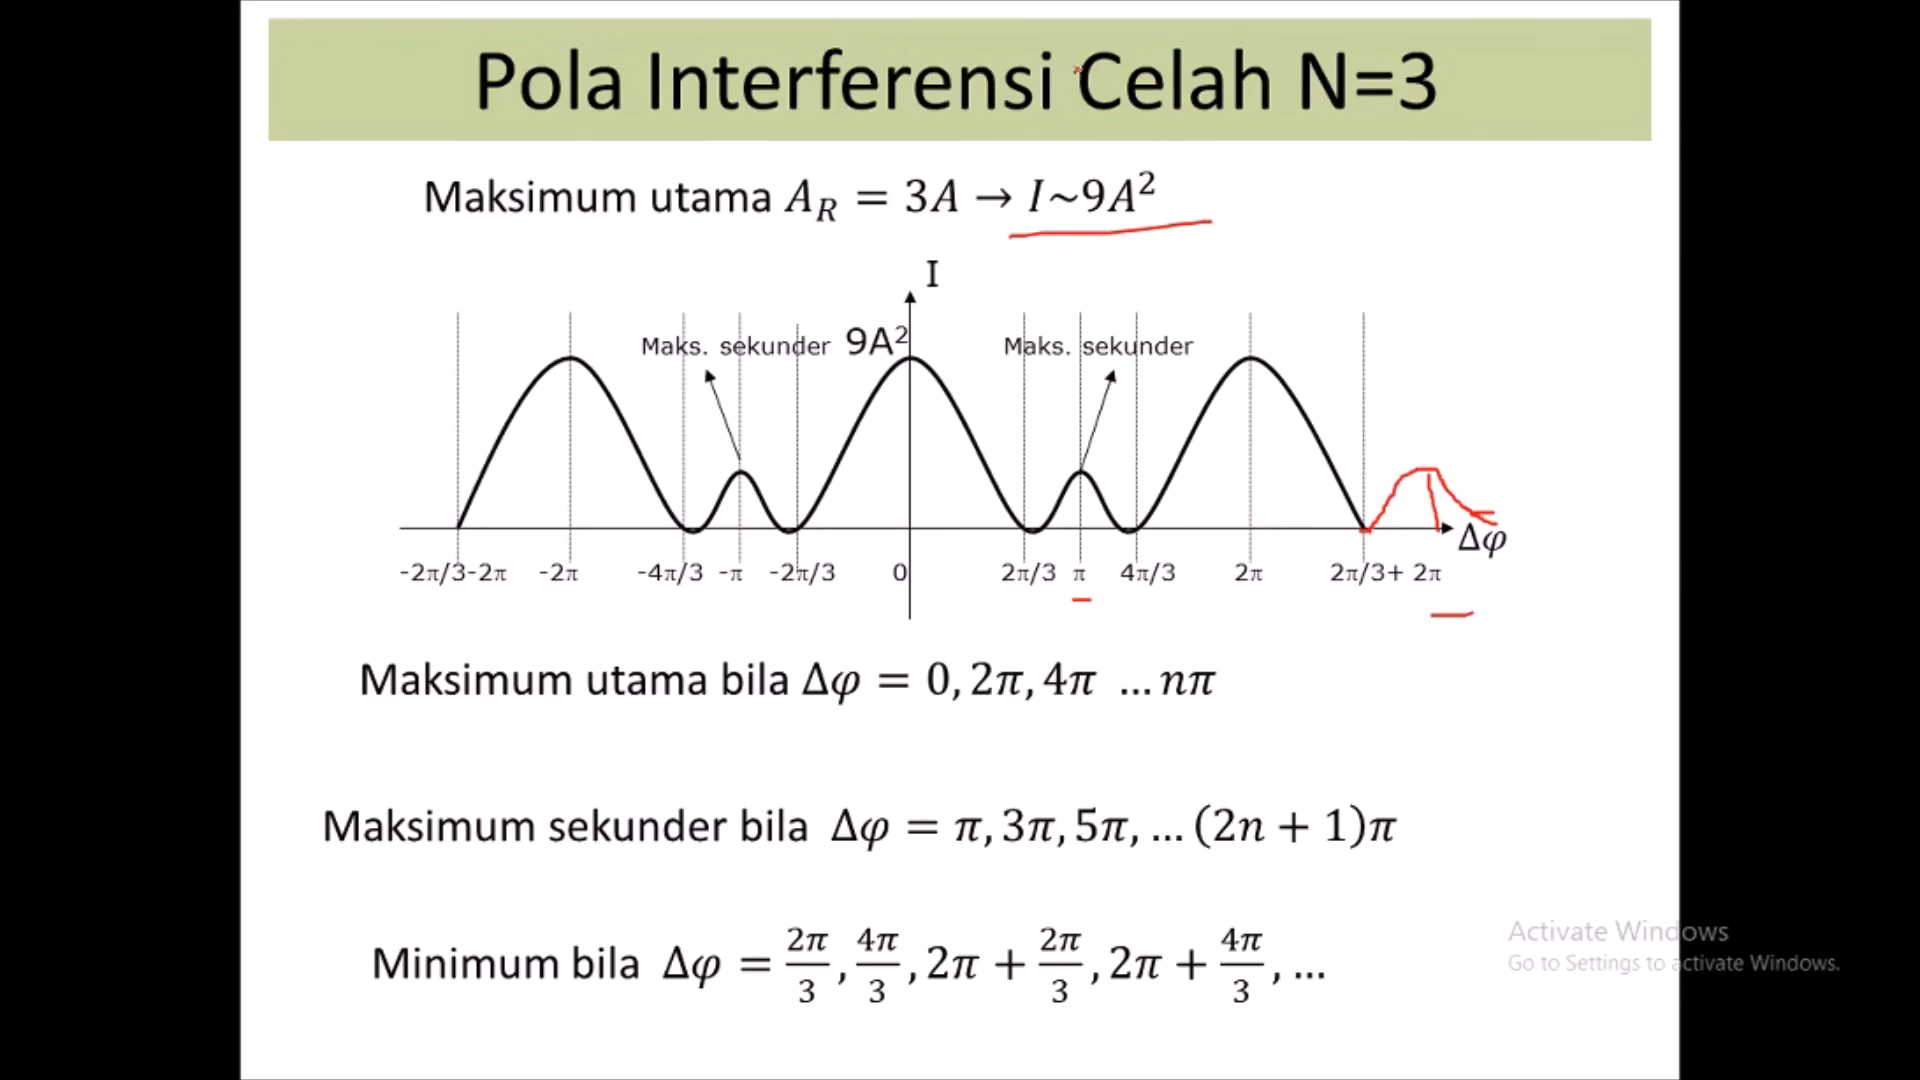 Pola Interferensi Celah N=3
Maksimum utama A_R = 3A → I~9A²
I
Maks. sekunder 9A² Maks. sekunder
Δφ
-2π/3-2π -2π -4π/3 -π -2π/3 0 2π/3 π 4π/3 2π 2π/3+ 2π
Maksimum utama bila Δφ = 0, 2π, 4π … nπ
Maksimum sekunder bila Δφ = π, 3π, 5π, … (2n + 1)π
Minimum bila Δφ = 2π/3, 4π/3, 2π + 2π/3, 2π + 4π/3, …
Activate Windows
Go to Settings to activate Windows.